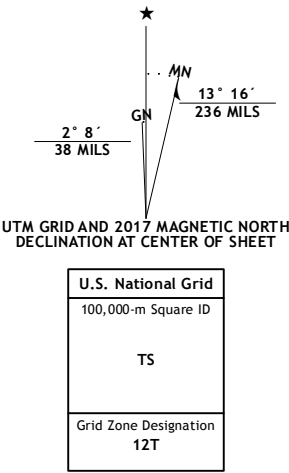 ★
MN
13° 16´
236 MILS
GN
2° 8´
38 MILS
UTM GRID AND 2017 MAGNETIC NORTH
DECLINATION AT CENTER OF SHEET
U.S. National Grid
100,000-m Square ID
TS
Grid Zone Designation
12T